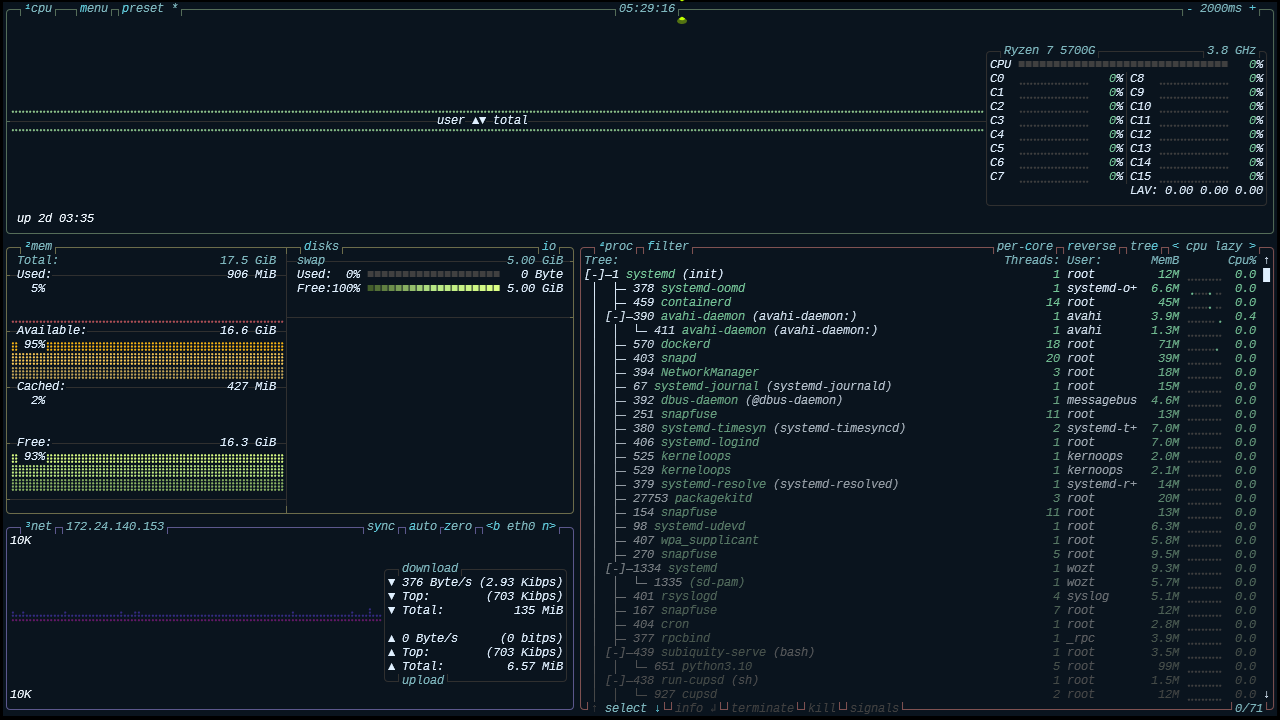 ¹cpu menu preset * 05:29:16 - 2000ms +
Ryzen 7 5700G 3.8 GHz
CPU 0%
C0 0% C8 0%
C1 0% C9 0%
C2 0% C10 0%
C3 0% C11 0%
C4 0% C12 0%
C5 0% C13 0%
C6 0% C14 0%
C7 0% C15 0%
LAV: 0.00 0.00 0.00
user ▲▼ total
up 2d 03:35
²mem
Total: 17.5 GiB
Used: 906 MiB
5%
Available: 16.6 GiB
95%
Cached: 427 MiB
2%
Free: 16.3 GiB
93%
disks io
swap 5.00 GiB
Used: 0% 0 Byte
Free:100% 5.00 GiB
³net 172.24.140.153 sync auto zero <b eth0 n>
10K
download
▼ 376 Byte/s (2.93 Kibps)
▼ Top: (703 Kibps)
▼ Total: 135 MiB
▲ 0 Byte/s (0 bitps)
▲ Top: (703 Kibps)
▲ Total: 6.57 MiB
upload
10K
⁴proc filter per-core reverse tree < cpu lazy >
Tree: Threads: User: MemB Cpu% ↑
[-]─1 systemd (init) 1 root 12M 0.0
├─ 378 systemd-oomd 1 systemd-o+ 6.6M 0.0
├─ 459 containerd 14 root 45M 0.0
[-]─390 avahi-daemon (avahi-daemon:) 1 avahi 3.9M 0.4
│ └─ 411 avahi-daemon (avahi-daemon:) 1 avahi 1.3M 0.0
├─ 570 dockerd 18 root 71M 0.0
├─ 403 snapd 20 root 39M 0.0
├─ 394 NetworkManager 3 root 18M 0.0
├─ 67 systemd-journal (systemd-journald) 1 root 15M 0.0
├─ 392 dbus-daemon (@dbus-daemon) 1 messagebus 4.6M 0.0
├─ 251 snapfuse 11 root 13M 0.0
├─ 380 systemd-timesyn (systemd-timesyncd) 2 systemd-t+ 7.0M 0.0
├─ 406 systemd-logind 1 root 7.0M 0.0
├─ 525 kerneloops 1 kernoops 2.0M 0.0
├─ 529 kerneloops 1 kernoops 2.1M 0.0
├─ 379 systemd-resolve (systemd-resolved) 1 systemd-r+ 14M 0.0
├─ 27753 packagekitd 3 root 20M 0.0
├─ 154 snapfuse 11 root 13M 0.0
├─ 98 systemd-udevd 1 root 6.3M 0.0
├─ 407 wpa_supplicant 1 root 5.8M 0.0
├─ 270 snapfuse 5 root 9.5M 0.0
[-]─1334 systemd 1 wozt 9.3M 0.0
│ └─ 1335 (sd-pam) 1 wozt 5.7M 0.0
├─ 401 rsyslogd 4 syslog 5.1M 0.0
├─ 167 snapfuse 7 root 12M 0.0
├─ 404 cron 1 root 2.8M 0.0
├─ 377 rpcbind 1 _rpc 3.9M 0.0
[-]─439 subiquity-serve (bash) 1 root 3.5M 0.0
│ └─ 651 python3.10 5 root 99M 0.0
[-]─438 run-cupsd (sh) 1 root 1.5M 0.0
│ └─ 927 cupsd 2 root 12M 0.0 ↓
↑ select ↓ info ↲ terminate kill signals 0/71